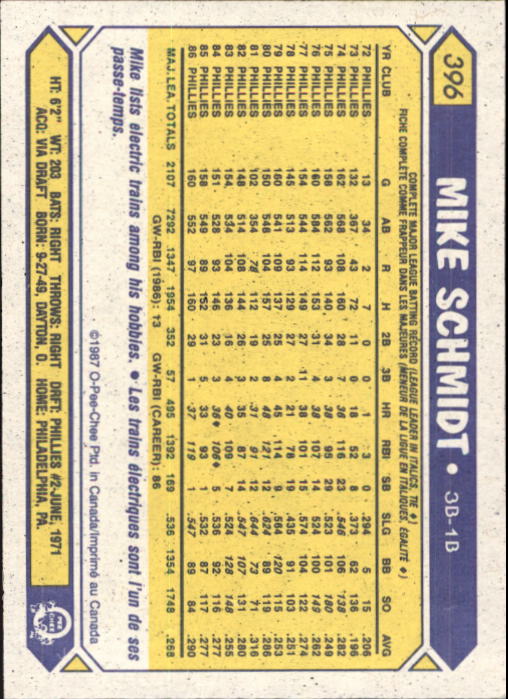 396
MIKE SCHMIDT • 3B-1B
COMPLETE MAJOR LEAGUE BATTING RECORD (LEAGUE LEADER IN ITALICS, TIE ♦)
FICHE COMPLÈTE COMME FRAPPEUR DANS LES MAJEURES (MENEUR DE LA LIGUE EN ITALIQUES, ÉGALITÉ ♦)
YR CLUB G AB R H 2B 3B HR RBI SB SLG BB SO AVG
72 PHILLIES 13 34 2 7 0 0 1 3 0 .294 5 15 .206
73 PHILLIES 132 367 43 72 11 0 18 52 8 .373 62 136 .196
74 PHILLIES 162 568 108 160 28 7 36 116 23 .546 106 138 .282
75 PHILLIES 158 562 93 140 34 3 38 95 29 .523 101 180 .249
76 PHILLIES 160 584 112 153 31 4 38 107 14 .524 100 149 .262
77 PHILLIES 154 544 114 149 27 11 38 101 15 .574 104 122 .274
78 PHILLIES 145 513 93 129 27 2 21 78 19 .435 91 103 .251
79 PHILLIES 160 541 109 137 25 4 45 114 9 .564 120 115 .253
80 PHILLIES 150 548 104 157 25 8 48 121 12 .624 89 119 .286
81 PHILLIES 102 354 78 112 19 2 31 91 12 .644 73 71 .316
82 PHILLIES 148 514 108 144 26 3 35 87 14 .547 107 131 .280
83 PHILLIES 154 534 104 136 16 4 40 109 7 .524 128 148 .255
84 PHILLIES 151 528 93 146 23 3 36♦ 106♦ 5 .536 92 116 .277
85 PHILLIES 158 549 89 152 31 5 33 93 1 .532 87 117 .277
86 PHILLIES 160 552 97 160 29 1 37 119 1 .547 89 84 .290
MAJ. LEA. TOTALS 2107 7292 1347 1954 352 57 495 1392 169 .536 1354 1748 .268
GW-RBI (1986): 13 GW-RBI (CAREER): 86
Mike lists electric trains among his hobbies. • Les trains électriques sont l'un de ses
passe-temps.
©1987 O-Pee-Chee Ptd. in Canada/Imprimé au Canada
HT: 6'2" WT: 203 BATS: RIGHT THROWS: RIGHT DRFT: PHILLIES #2-JUNE, 1971
ACQ: VIA DRAFT BORN: 9-27-49, DAYTON, O. HOME: PHILADELPHIA, PA
O PEE CHEE